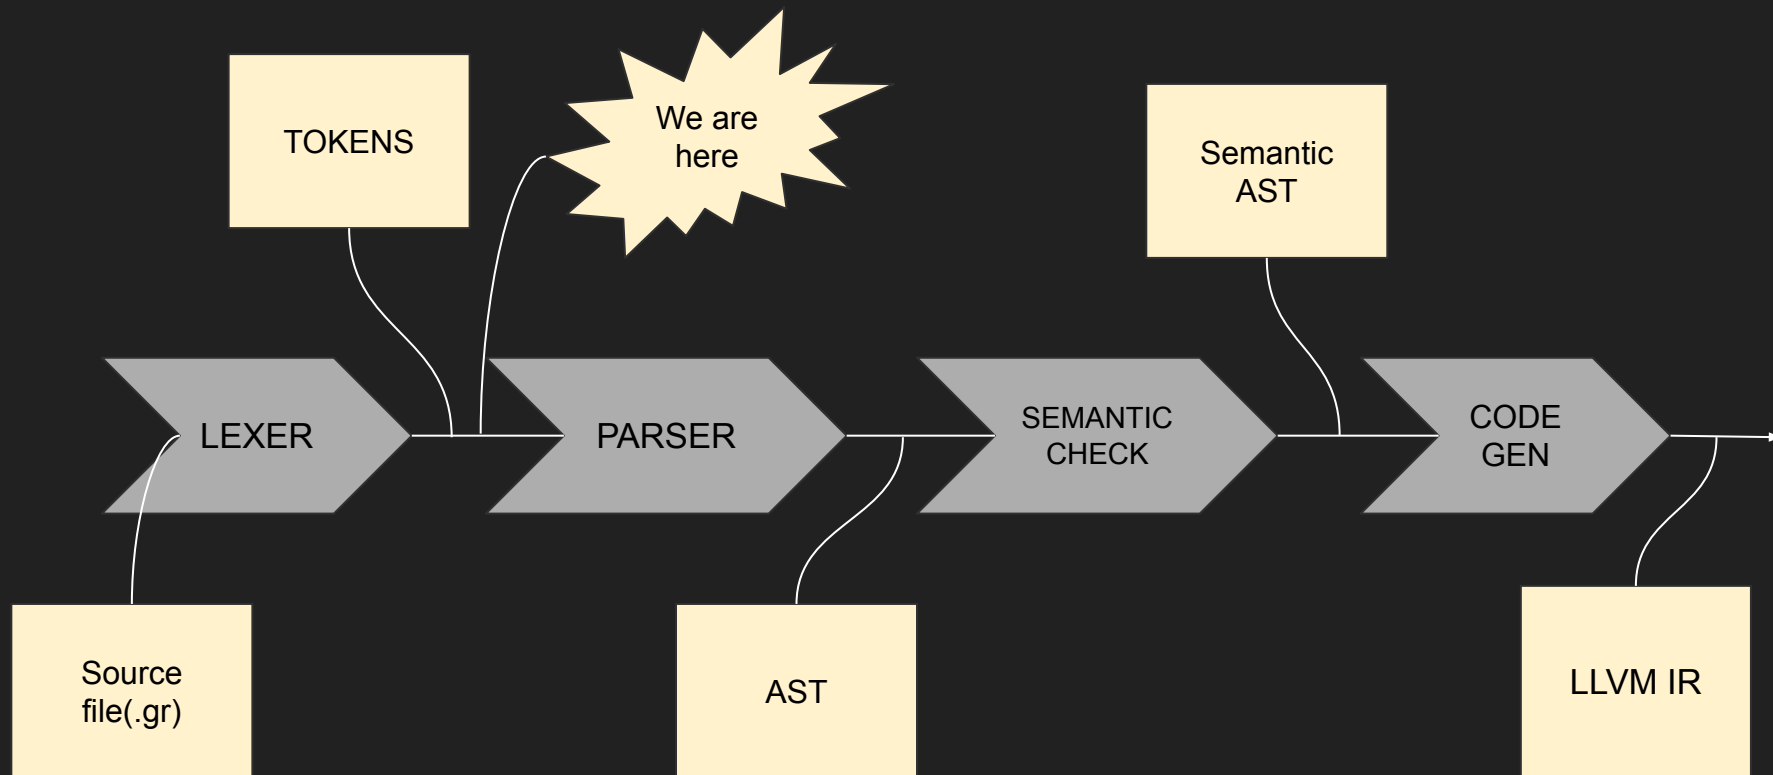 TOKENS
We are
here
Semantic
AST
LEXER
PARSER
SEMANTIC
CHECK
CODE
GEN
Source
file(.gr)
AST
LLVM IR